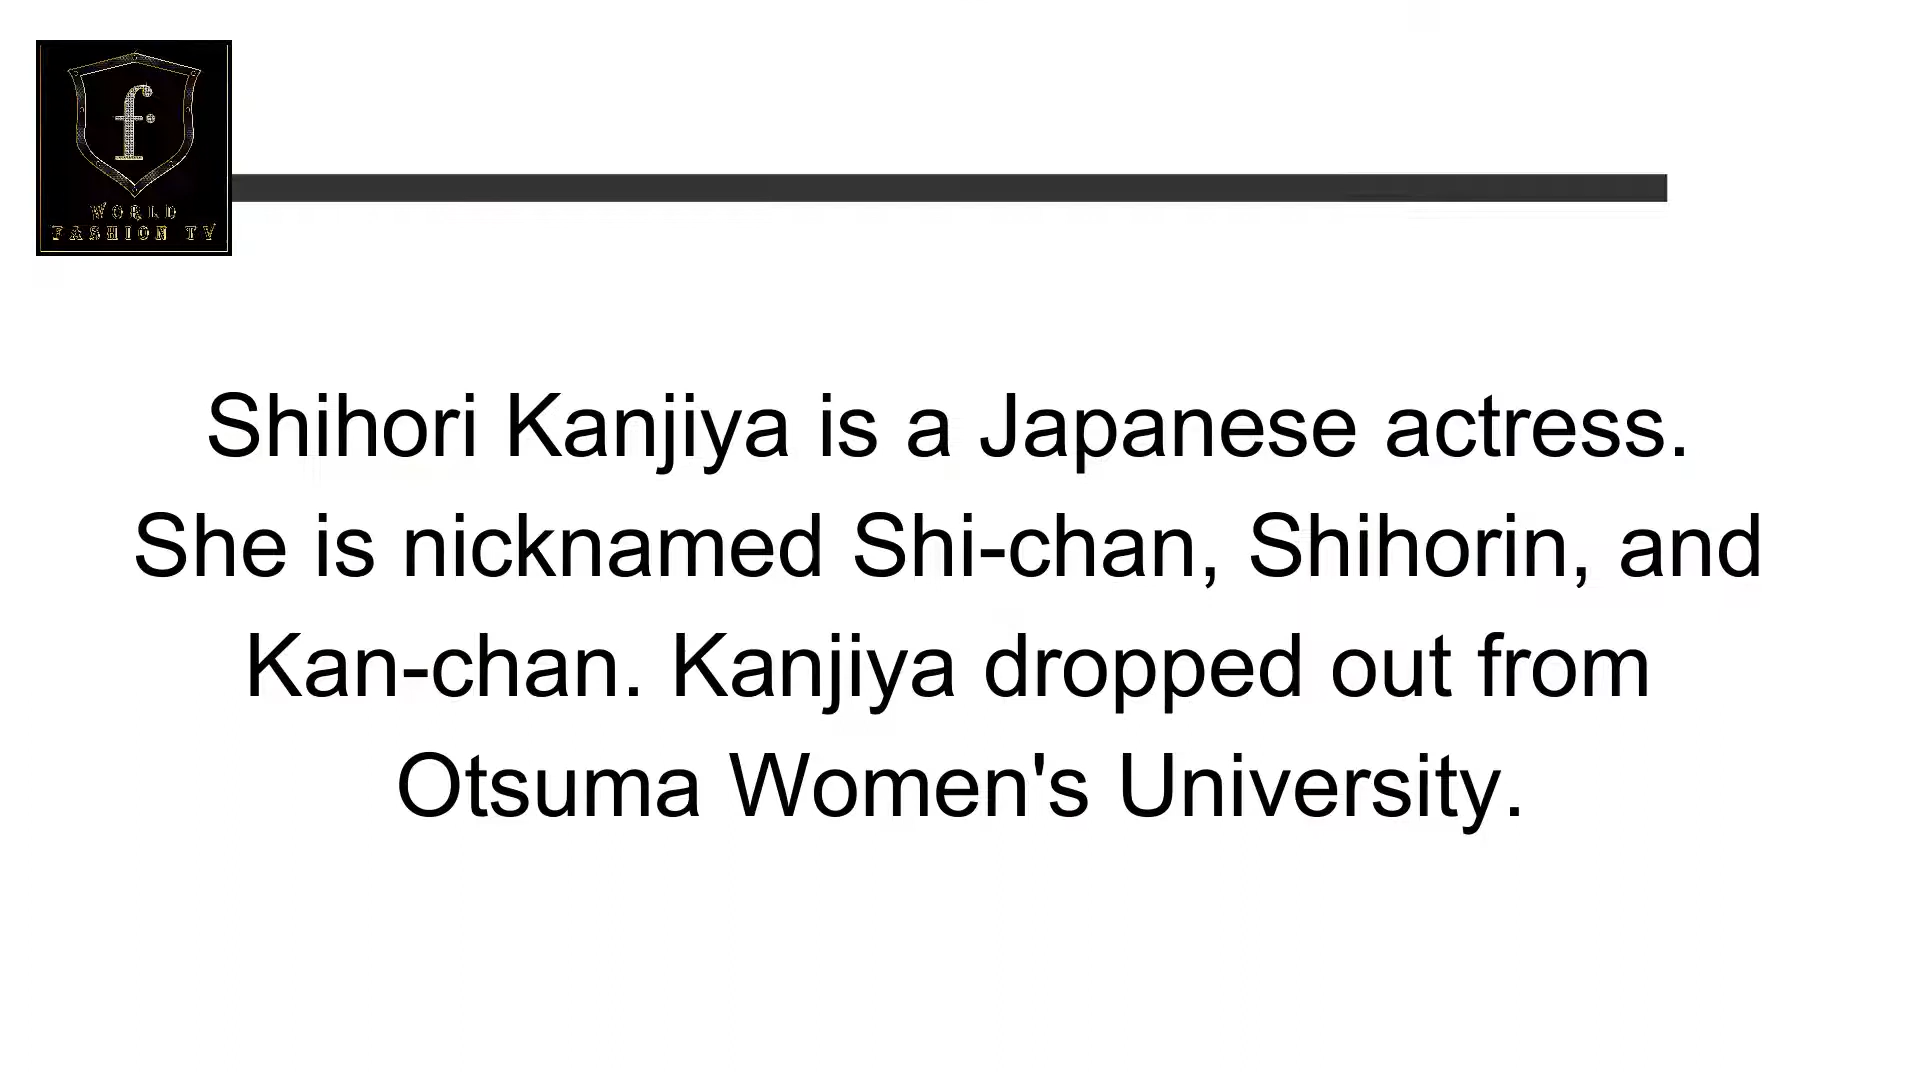 f
WORLD
FASHION TV
Shihori Kanjiya is a Japanese actress.
She is nicknamed Shi-chan, Shihorin, and
Kan-chan. Kanjiya dropped out from
Otsuma Women's University.